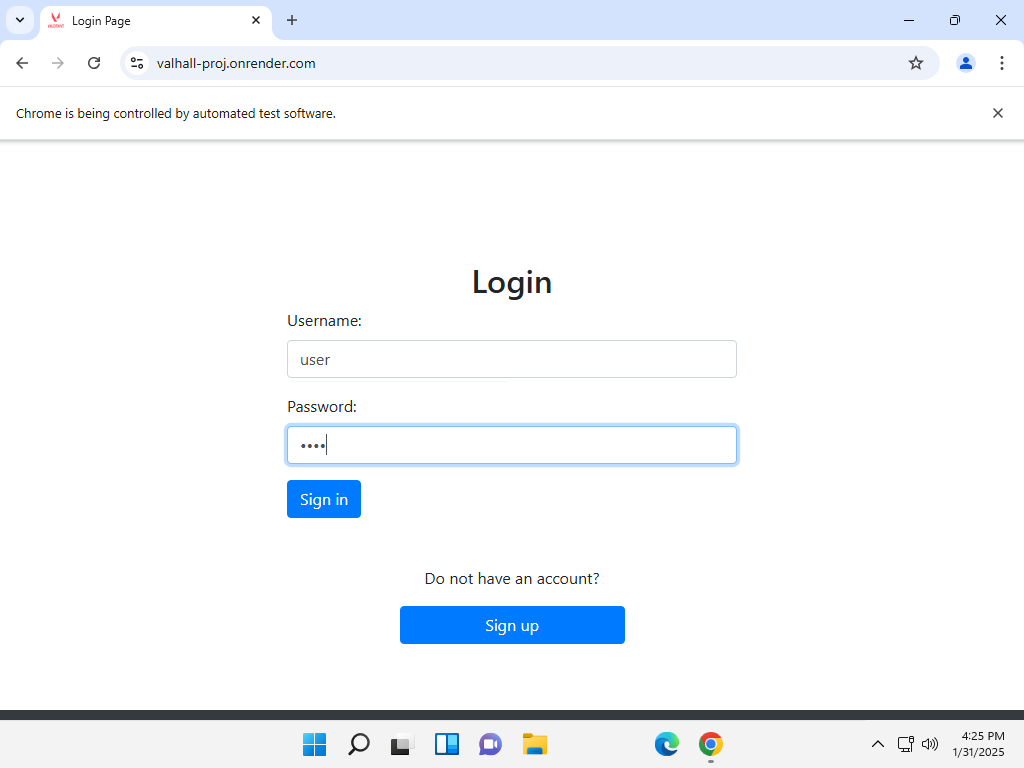 Login Page
valhall-proj.onrender.com
Chrome is being controlled by automated test software.
Login
Username:
user
Password:
••••
Sign in
Do not have an account?
Sign up
4:25 PM
1/31/2025